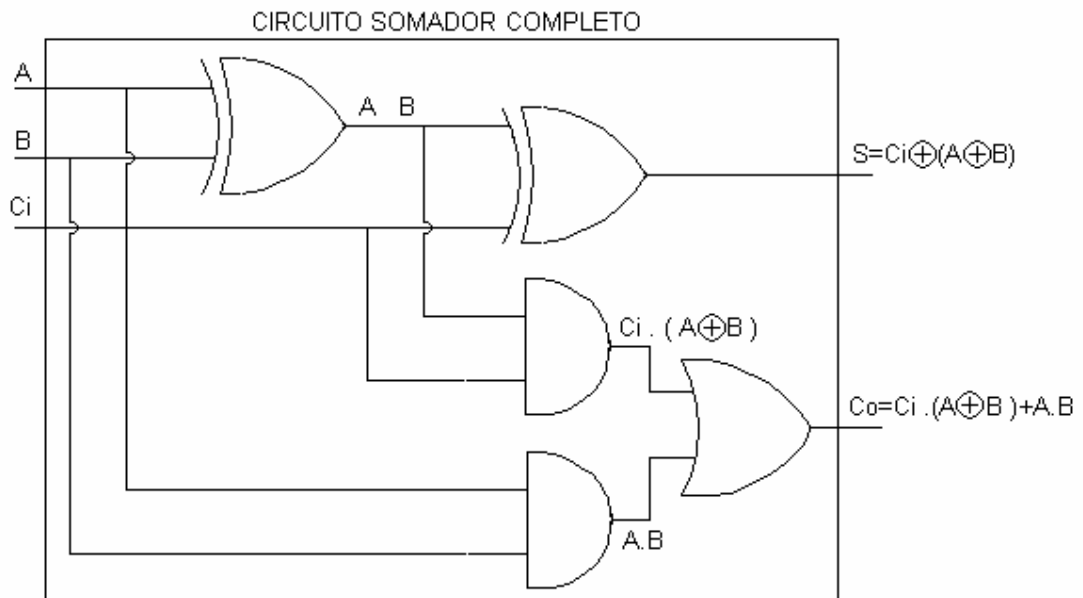 CIRCUITO SOMADOR COMPLETO
A
B
Ci
A B
S=Ci⊕(A⊕B)
Ci . ( A⊕B )
Co=Ci .(A⊕B )+A.B
A.B